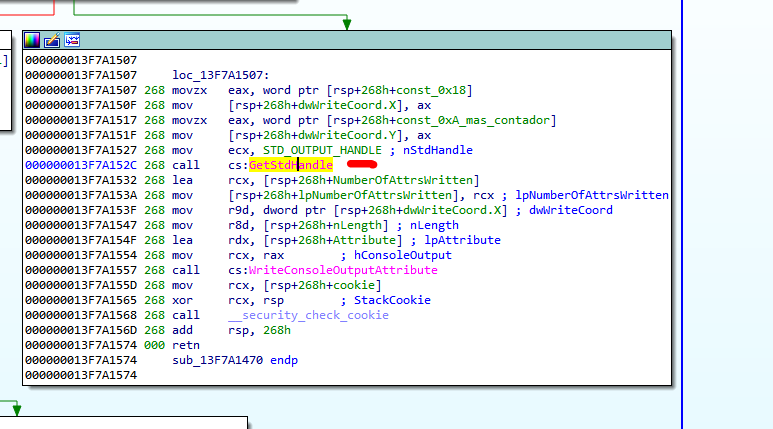 ]
000000013F7A1507
000000013F7A1507
000000013F7A1507 loc_13F7A1507:
000000013F7A1507 268 movzx eax, word ptr [rsp+268h+const_0x18]
000000013F7A150F 268 mov [rsp+268h+dwWriteCoord.X], ax
000000013F7A1517 268 movzx eax, word ptr [rsp+268h+const_0xA_mas_contador]
000000013F7A151F 268 mov [rsp+268h+dwWriteCoord.Y], ax
000000013F7A1527 268 mov ecx, STD_OUTPUT_HANDLE ; nStdHandle
000000013F7A152C 268 call cs:GetStdHandle
000000013F7A1532 268 lea rcx, [rsp+268h+NumberOfAttrsWritten]
000000013F7A153A 268 mov [rsp+268h+lpNumberOfAttrsWritten], rcx ; lpNumberOfAttrsWritten
000000013F7A153F 268 mov r9d, dword ptr [rsp+268h+dwWriteCoord.X] ; dwWriteCoord
000000013F7A1547 268 mov r8d, [rsp+268h+nLength] ; nLength
000000013F7A154F 268 lea rdx, [rsp+268h+Attribute] ; lpAttribute
000000013F7A1554 268 mov rcx, rax ; hConsoleOutput
000000013F7A1557 268 call cs:WriteConsoleOutputAttribute
000000013F7A155D 268 mov rcx, [rsp+268h+cookie]
000000013F7A1565 268 xor rcx, rsp ; StackCookie
000000013F7A1568 268 call __security_check_cookie
000000013F7A156D 268 add rsp, 268h
000000013F7A1574 000 retn
000000013F7A1574 sub_13F7A1470 endp
000000013F7A1574